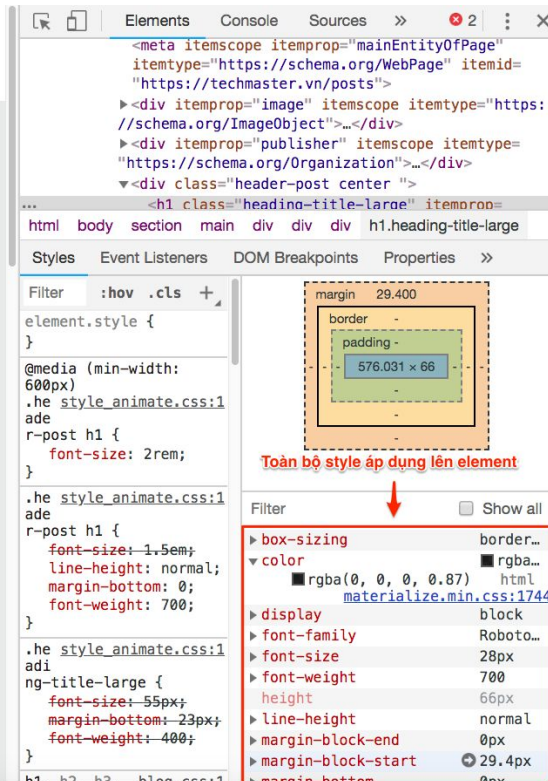 Elements Console Sources » 2
<meta itemscope itemprop="mainEntityOfPage"
itemtype="https://schema.org/WebPage" itemid=
"https://techmaster.vn/posts">
<div itemprop="image" itemscope itemtype="https:
//schema.org/ImageObject">…</div>
<div itemprop="publisher" itemscope itemtype=
"https://schema.org/Organization">…</div>
<div class="header-post center ">
... <h1 class="heading-title-large" itemprop=
html body section main div div div h1.heading-title-large
Styles Event Listeners DOM Breakpoints Properties »
Filter :hov .cls +
element.style {
}
@media (min-width:
600px)
.he style_animate.css:1
ade
r-post h1 {
font-size: 2rem;
}
.he style_animate.css:1
ade
r-post h1 {
font-size: 1.5em;
line-height: normal;
margin-bottom: 0;
font-weight: 700;
}
.he style_animate.css:1
adi
ng-title-large {
font-size: 55px;
margin-bottom: 23px;
font-weight: 400;
}
h1, h2, h3, blog.css:1
margin 29.400
border -
padding -
- - - 576.031 × 66 - - -
-
-
-
Toàn bộ style áp dụng lên element
Filter Show all
box-sizing border…
color rgba…
rgba(0, 0, 0, 0.87) html
materialize.min.css:1744
display block
font-family Roboto…
font-size 28px
font-weight 700
height 66px
line-height normal
margin-block-end 0px
margin-block-start 29.4px
margin-bottom 0px